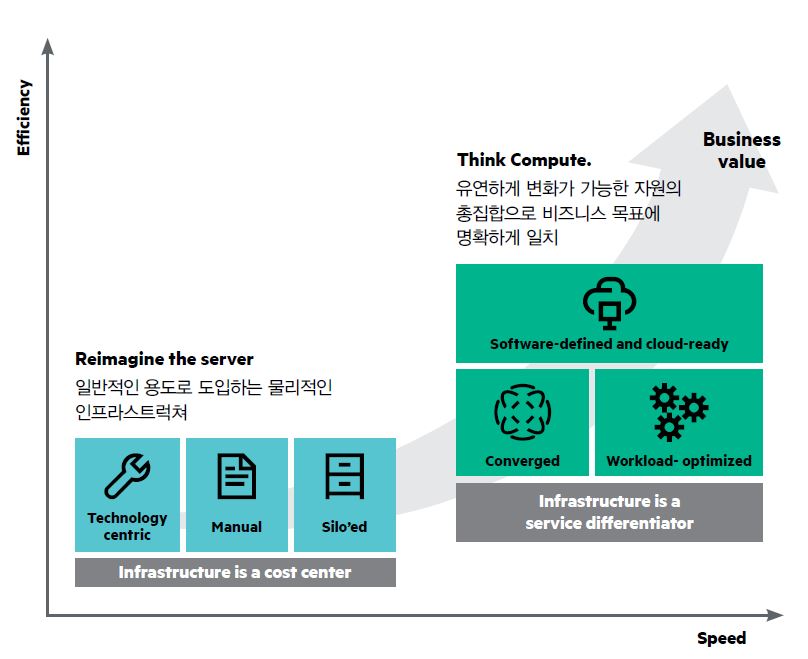 Efficiency
Business
value
Think Compute.
유연하게 변화가 가능한 자원의
총집합으로 비즈니스 목표에
명확하게 일치
Software-defined and cloud-ready
Converged
Workload- optimized
Infrastructure is a
service differentiator
Reimagine the server
일반적인 용도로 도입하는 물리적인
인프라스트럭쳐
Technology
centric
Manual
Silo’ed
Infrastructure is a cost center
Speed